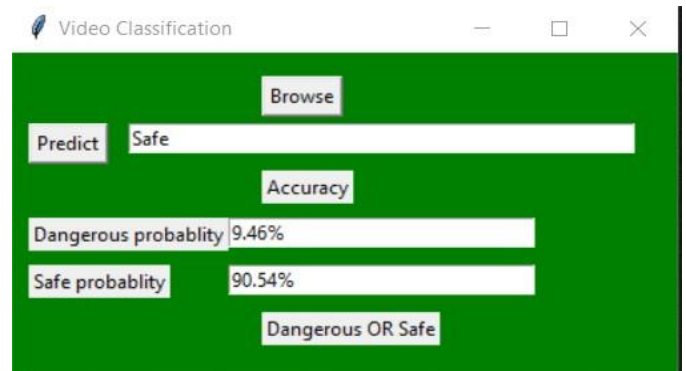 Video Classification
Browse
Predict Safe
Accuracy
Dangerous probablity 9.46%
Safe probablity 90.54%
Dangerous OR Safe